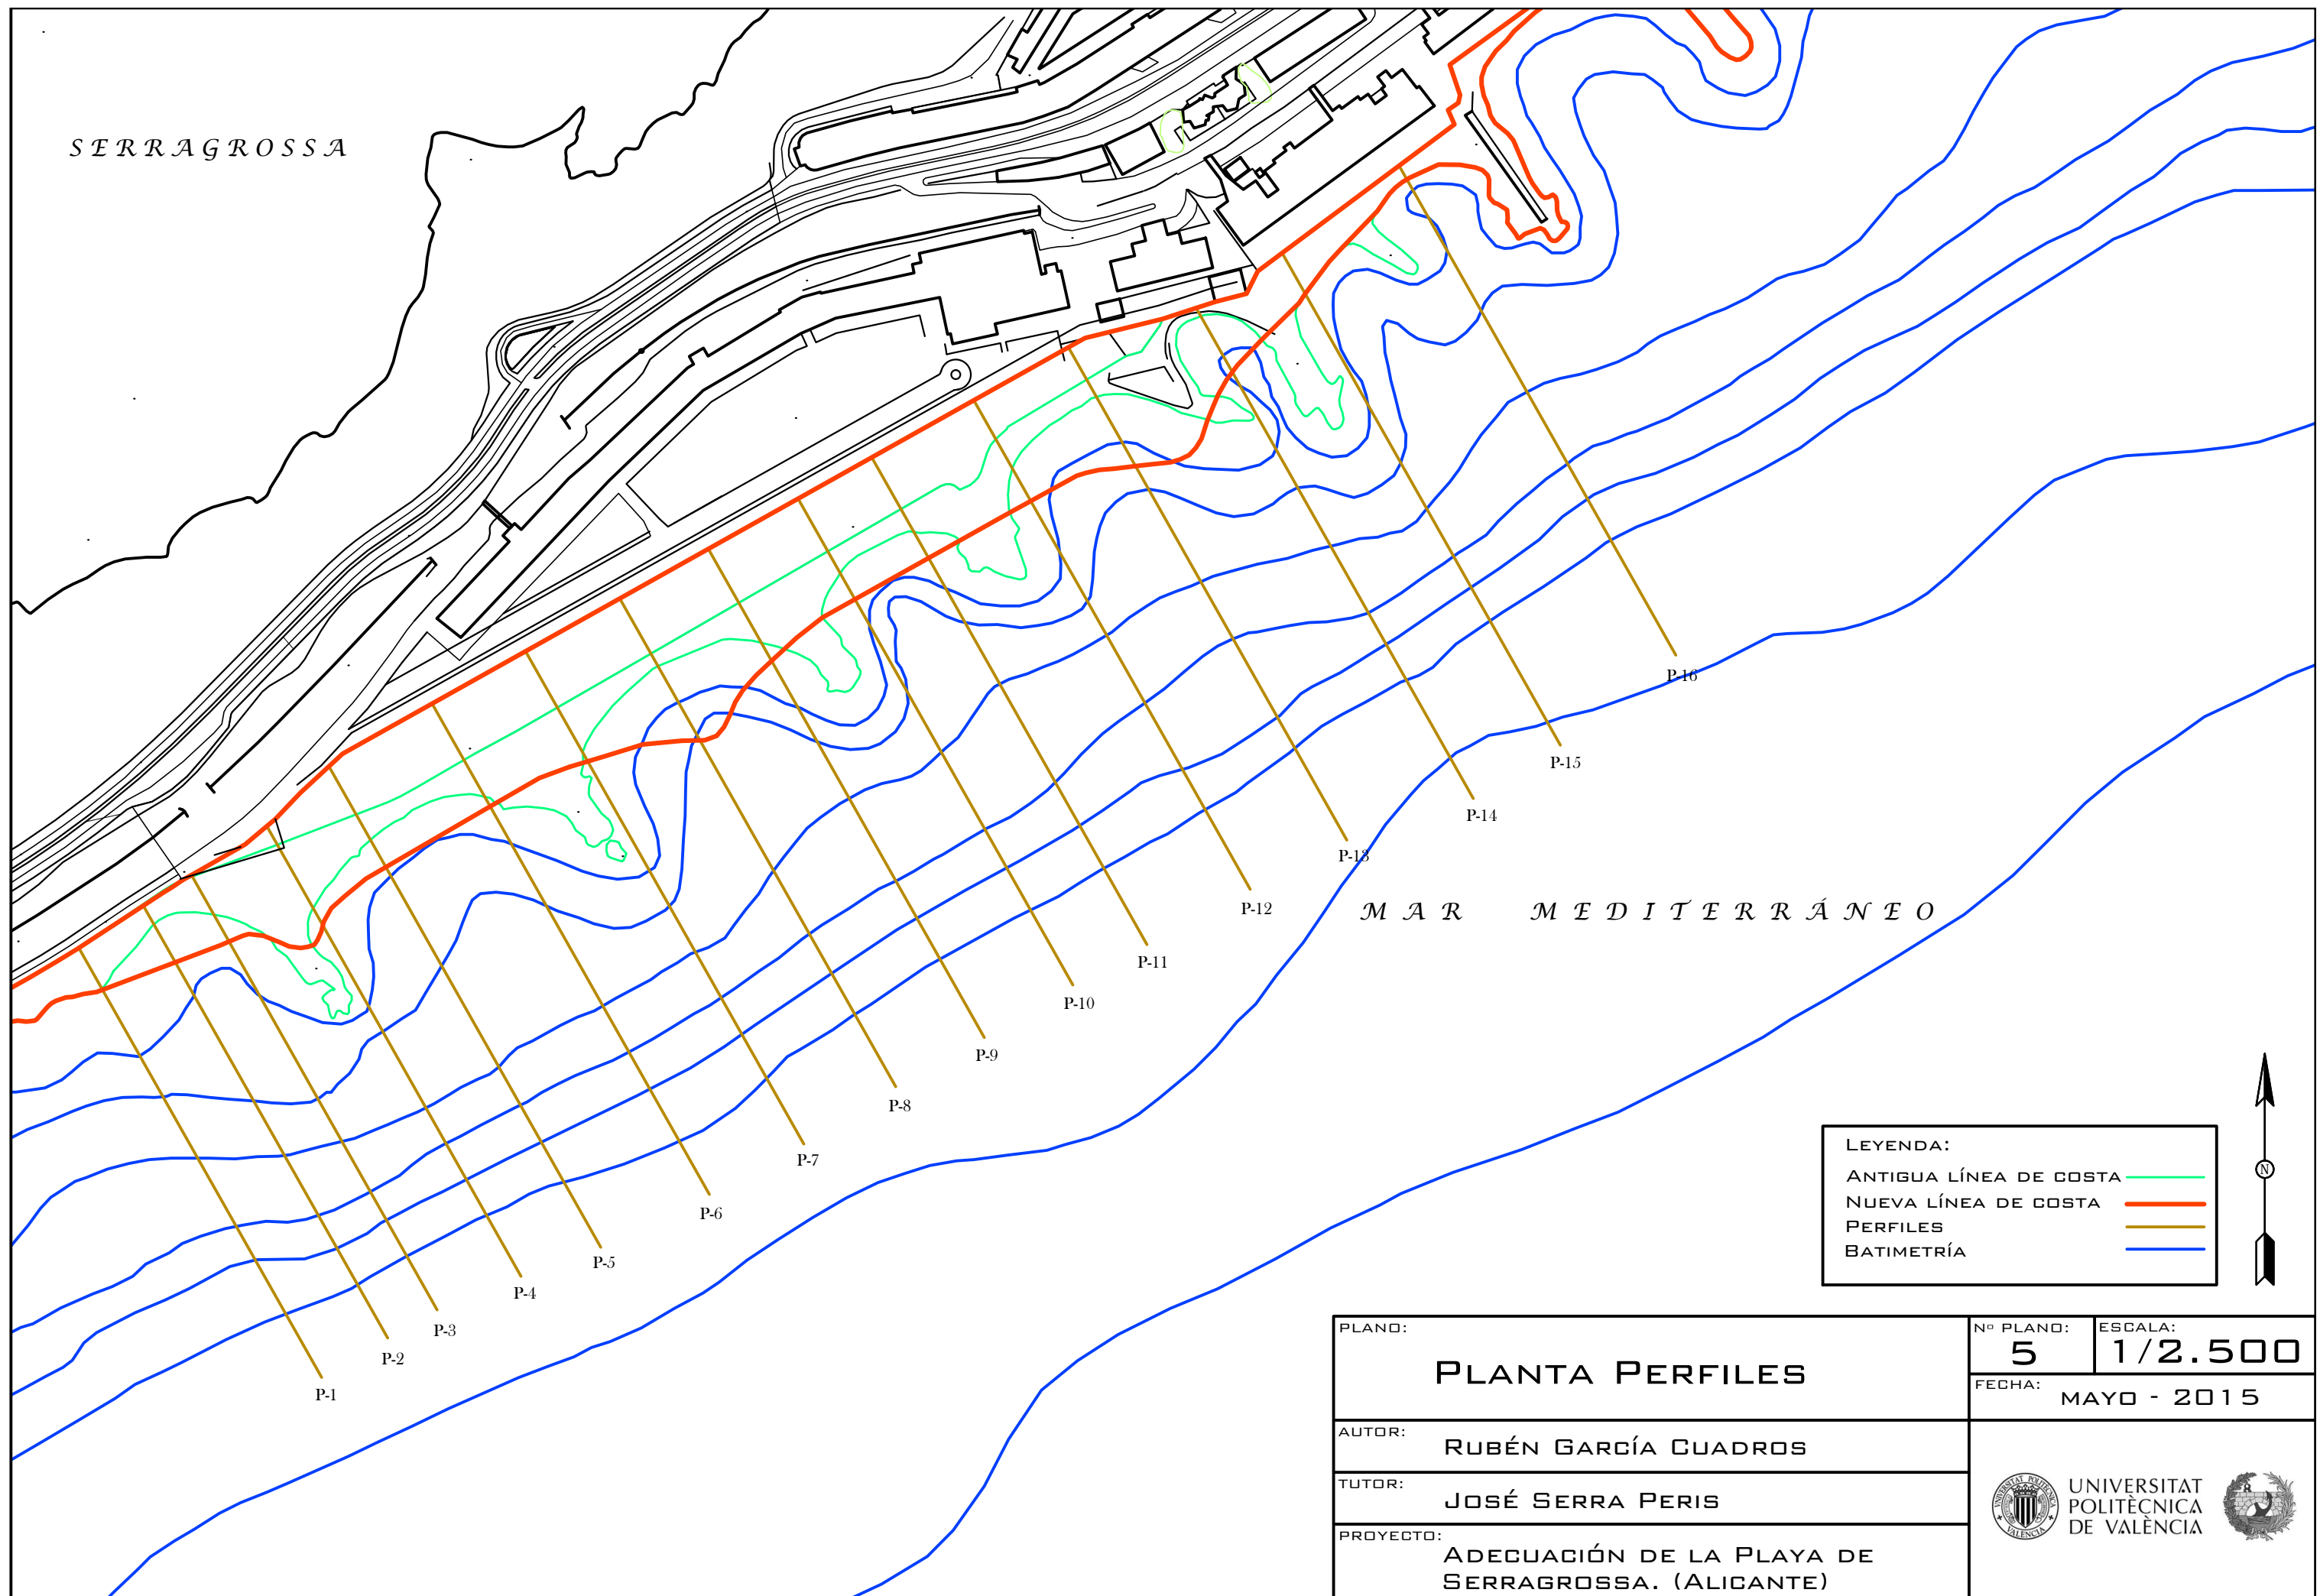 SERRAGROSSA
P-16
P-15
P-14
P-13
P-12
P-11
P-10
P-9
P-8
P-7
P-6
P-5
P-4
P-3
P-2
P-1
MAR MEDITERRÁNEO
N
LEYENDA:
ANTIGUA LÍNEA DE COSTA
NUEVA LÍNEA DE COSTA
PERFILES
BATIMETRÍA
PLANO:
PLANTA PERFILES
Nº PLANO:
5
ESCALA:
1/2.500
FECHA:
MAYO - 2015
AUTOR:
RUBÉN GARCÍA CUADROS
TUTOR:
JOSÉ SERRA PERIS
PROYECTO:
ADECUACIÓN DE LA PLAYA DE
SERRAGROSSA. (ALICANTE)
UNIVERSITAT POLITÈCNICA
VALENCIA
UNIVERSITAT
POLITÈCNICA
DE VALÈNCIA